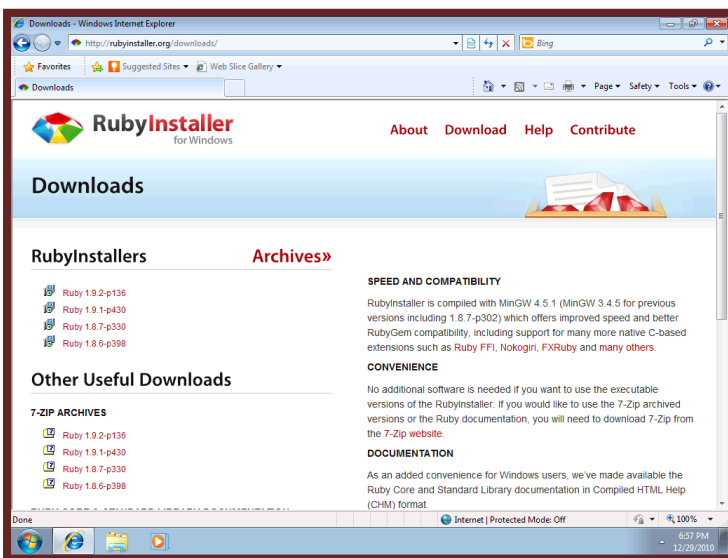 Downloads - Windows Internet Explorer
http://rubyinstaller.org/downloads/
Bing
Favorites
Suggested Sites
Web Slice Gallery
Downloads
Page
Safety
Tools
RubyInstaller
for Windows
About Download Help Contribute
Downloads
RubyInstallers
Archives»
Ruby 1.9.2-p136
Ruby 1.9.1-p430
Ruby 1.8.7-p330
Ruby 1.8.6-p398
Other Useful Downloads
7-ZIP ARCHIVES
Ruby 1.9.2-p136
Ruby 1.9.1-p430
Ruby 1.8.7-p330
Ruby 1.8.6-p398
SPEED AND COMPATIBILITY
RubyInstaller is compiled with MinGW 4.5.1 (MinGW 3.4.5 for previous
versions including 1.8.7-p302) which offers improved speed and better
RubyGem compatibility, including support for many more native C-based
extensions such as Ruby FFI, Nokogiri, FXRuby and many others.
CONVENIENCE
No additional software is needed if you want to use the executable
versions of the RubyInstaller. If you would like to use the 7-Zip archived
versions or the Ruby documentation, you will need to download 7-Zip from
the 7-Zip website.
DOCUMENTATION
As an added convenience for Windows users, we've made available the
Ruby Core and Standard Library documentation in Compiled HTML Help
(CHM) format.
Done
Internet | Protected Mode: Off
100%
6:57 PM
12/29/2010